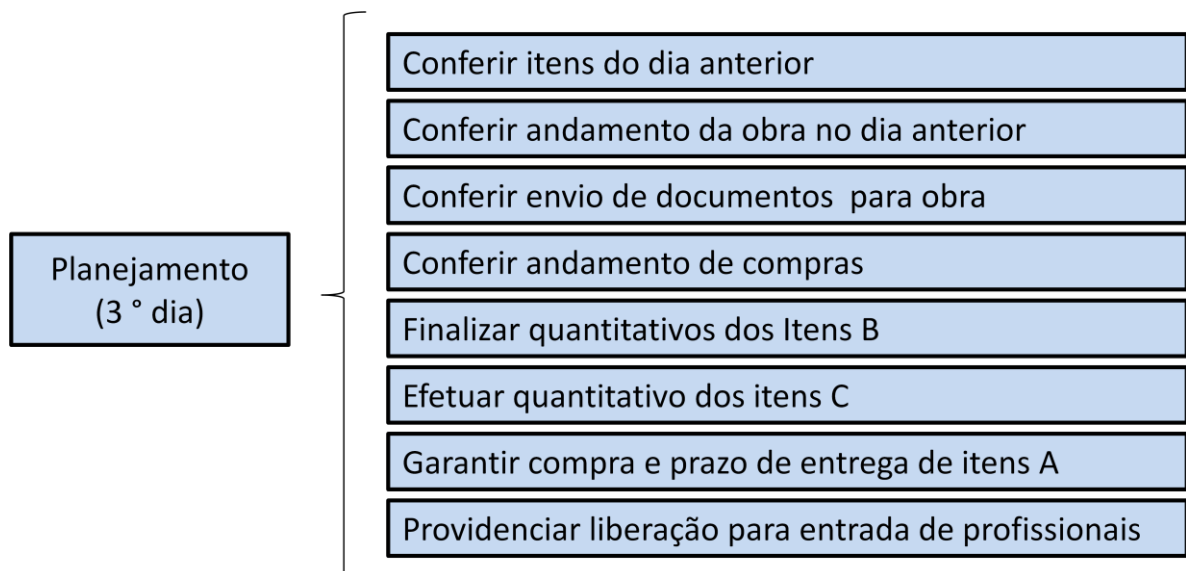 Planejamento
(3 ° dia)
Conferir itens do dia anterior
Conferir andamento da obra no dia anterior
Conferir envio de documentos  para obra
Conferir andamento de compras
Finalizar quantitativos dos Itens B
Efetuar quantitativo dos itens C
Garantir compra e prazo de entrega de itens A
Providenciar liberação para entrada de profissionais